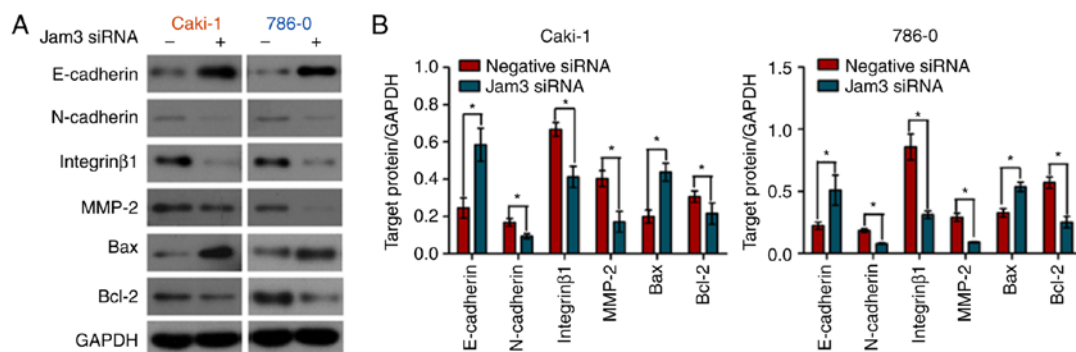 A
Caki-1 786-0
Jam3 siRNA − + − +
E-cadherin
N-cadherin
Integrinβ1
MMP-2
Bax
Bcl-2
GAPDH
B
Caki-1
Target protein/GAPDH
1.0
0.8
0.6
0.4
0.2
0.0
Negative siRNA
Jam3 siRNA
* * * * * *
E-cadherin
N-cadherin
Integrinβ1
MMP-2
Bax
Bcl-2
786-0
Target protein/GAPDH
1.5
1.0
0.5
0.0
Negative siRNA
Jam3 siRNA
* * * * * *
E-cadherin
N-cadherin
Integrinβ1
MMP-2
Bax
Bcl-2